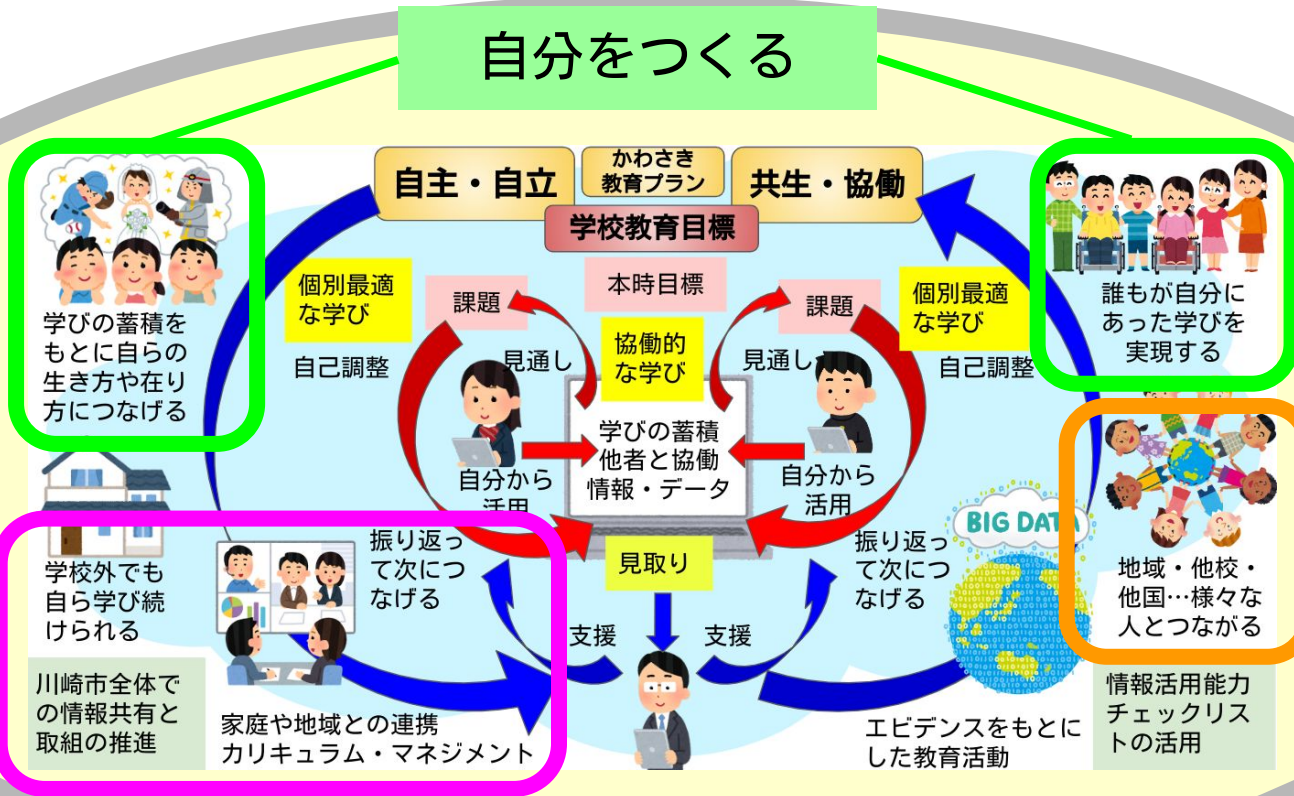 自分をつくる
自主・自立
かわさき
教育プラン
共生・協働
学校教育目標
学びの蓄積を
もとに自らの
生き方や在り
方につなげる
個別最適
な学び
自己調整
課題
本時目標
課題
個別最適
な学び
自己調整
誰もが自分に
あった学びを
実現する
見通し
協働的
な学び
見通し
学びの蓄積
他者と協働
情報・データ
自分から
活用
自分から
活用
BIG DATA
振り返っ
て次につ
なげる
見取り
振り返っ
て次につ
なげる
学校外でも
自ら学び続
けられる
地域・他校・
他国…様々な
人とつながる
支援
支援
川崎市全体で
の情報共有と
取組の推進
家庭や地域との連携
カリキュラム・マネジメント
エビデンスをもとに
した教育活動
情報活用能力
チェックリス
トの活用